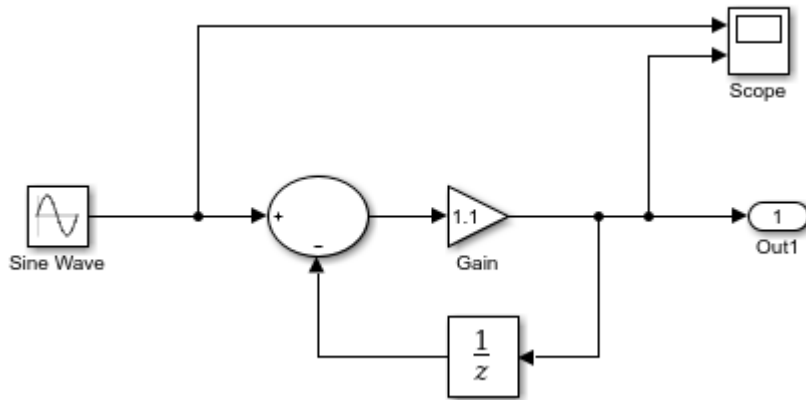 Scope
+
−
1.1
1
Sine Wave
Gain
Out1
1
z